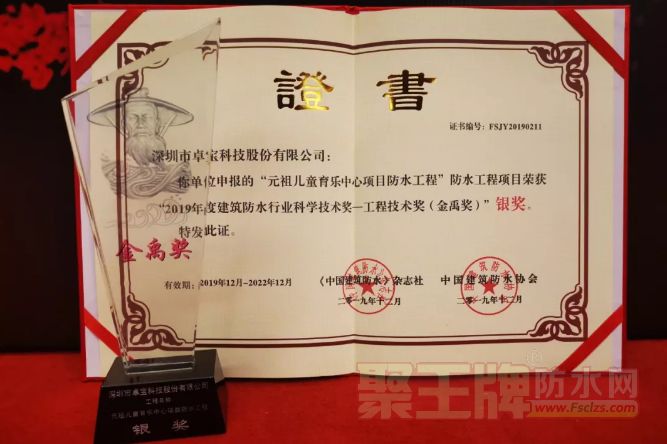 證書
证书编号：FSJY20190211
深圳市卓宝科技股份有限公司：
你单位申报的“元祖儿童育乐中心项目防水工程”防水工程项目荣获
“2019年度建筑防水行业科学技术奖—工程技术奖（金禹奖）”银奖。
特发此证。
有效期：2019年12月-2022年12月
《中国建筑防水》杂志社
二〇一九年十二月
中国建筑防水协会
二〇一九年十二月
金禹奖
深圳市卓宝科技股份有限公司
工程名称
元祖儿童育乐中心项目防水工程
银奖
聚王牌防水网
www.Fsclzs.com